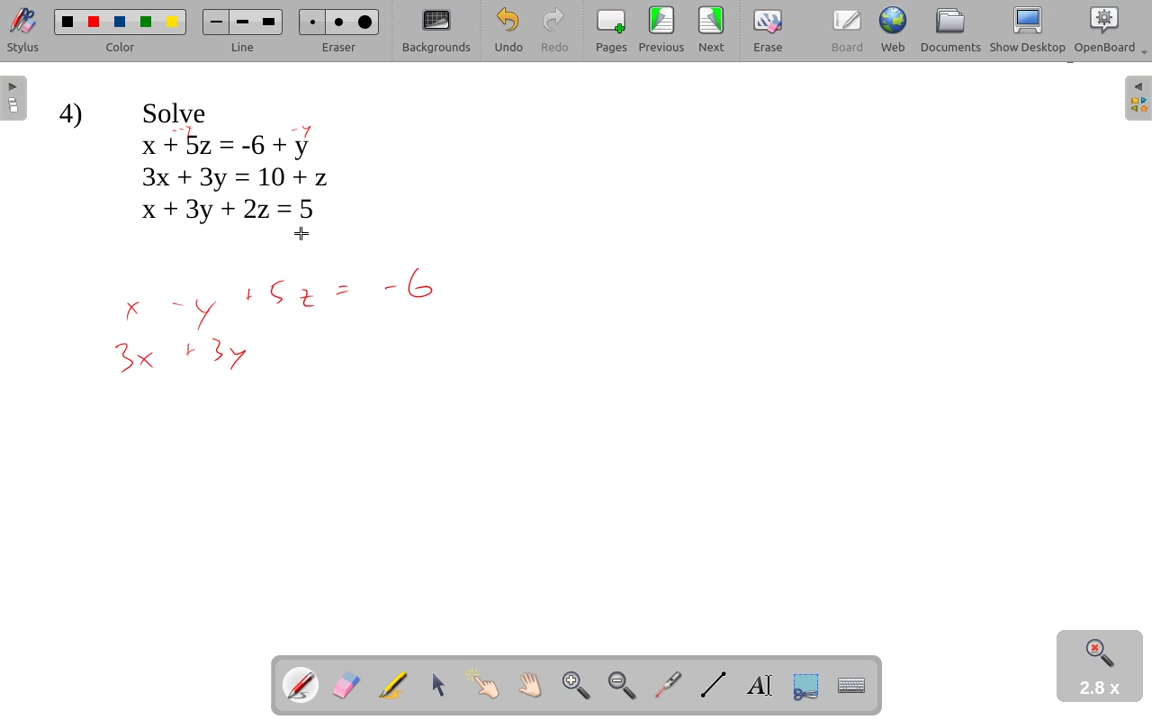 Stylus Color Line Eraser Backgrounds Undo Redo Pages Previous Next Erase Board Web Documents Show Desktop OpenBoard
4) Solve
-y -y
x + 5z = -6 + y
3x + 3y = 10 + z
x + 3y + 2z = 5
x - y + 5z = -6
3x + 3y
2.8 x